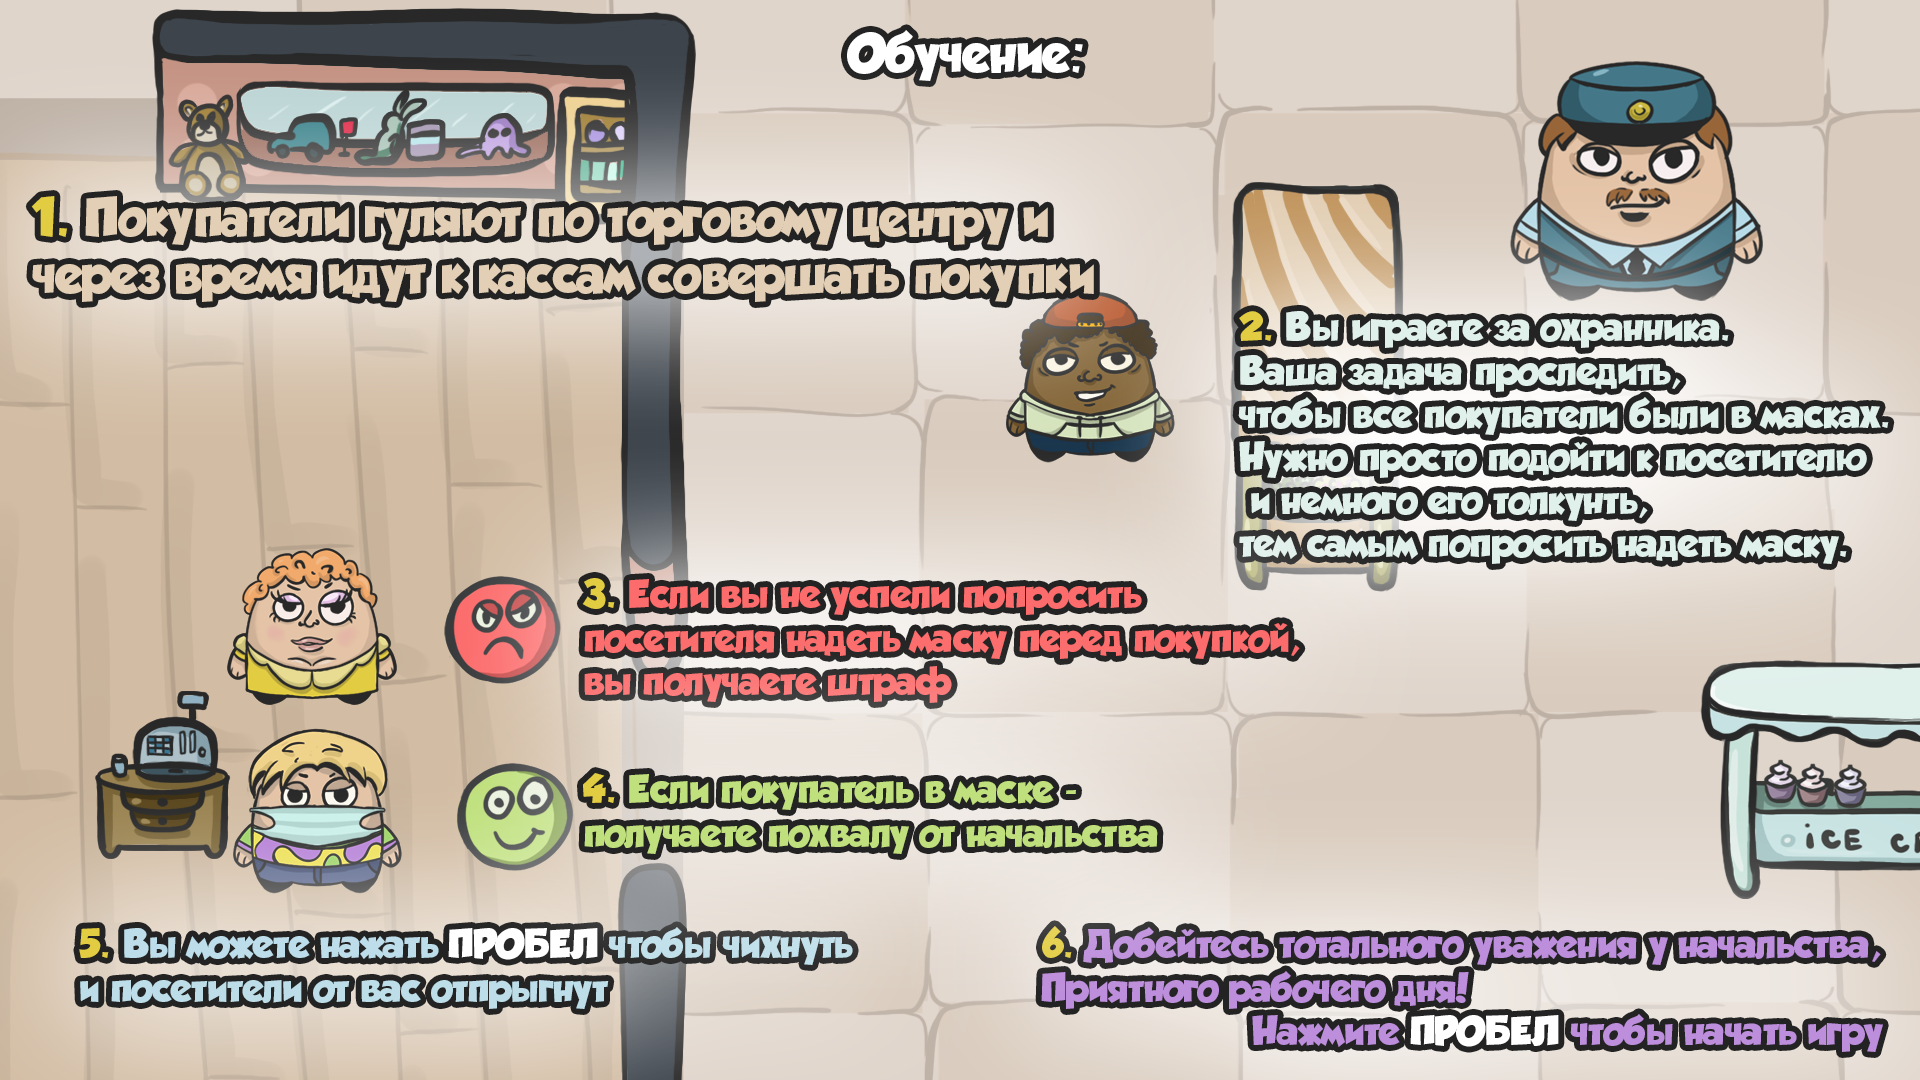 Обучение:
1. Покупатели гуляют по торговому центру и
через время идут к кассам совершать покупки
2. Вы играете за охранника.
Ваша задача проследить,
чтобы все покупатели были в масках.
Нужно просто подойти к посетителю
и немного его толкунть,
тем самым попросить надеть маску.
3. Если вы не успели попросить
посетителя надеть маску перед покупкой,
вы получаете штраф
4. Если покупатель в маске -
получаете похвалу от начальства
ICE CR
5. Вы можете нажать ПРОБЕЛ чтобы чихнуть
и посетители от вас отпрыгнут
6. Добейтесь тотального уважения у начальства,
Приятного рабочего дня!
Нажмите ПРОБЕЛ чтобы начать игру